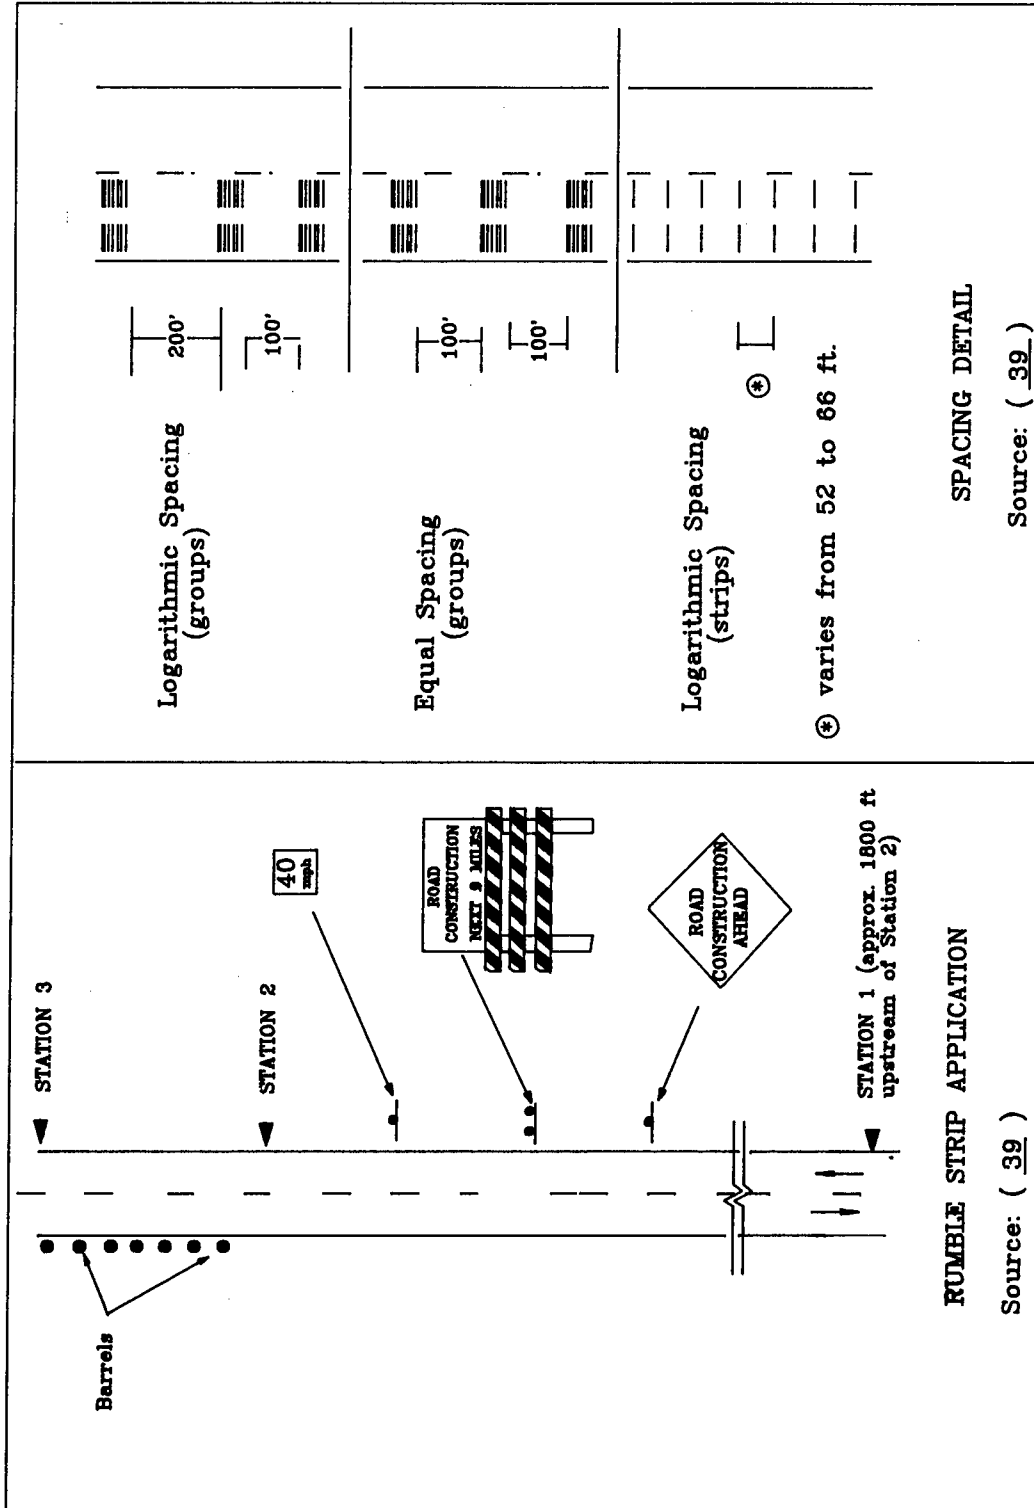 STATION 3
STATION 2
40
mph
ROAD
CONSTRUCTION
NEXT 9 MILES
ROAD
CONSTRUCTION
AHEAD
STATION 1 (approx. 1800 ft
upstream of Station 2)
Barrels
RUMBLE STRIP APPLICATION
Source: ( 39 )
Logarithmic Spacing
(groups)
200'
100'
Equal Spacing
(groups)
100'
100'
Logarithmic Spacing
(strips)
(*)
(*) varies from 52 to 66 ft.
SPACING DETAIL
Source: ( 39 )